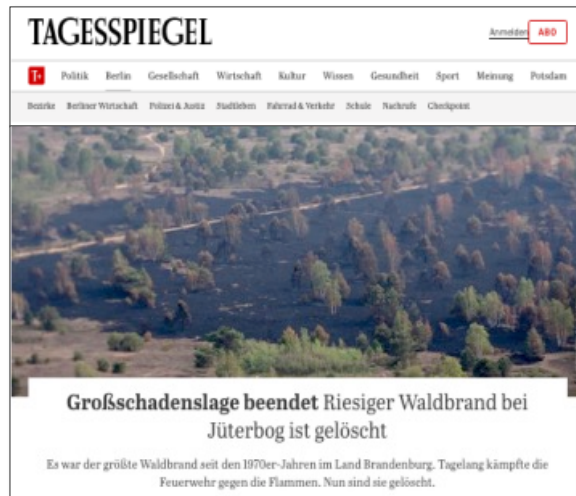 TAGESSPIEGEL
Anmelden ABO
T+ Politik Berlin Gesellschaft Wirtschaft Kultur Wissen Gesundheit Sport Meinung Potsdam
Bezirke Berliner Wirtschaft Polizei & Justiz Stadtleben Fahrrad & Verkehr Schule Nachrufe Checkpoint
Großschadenslage beendet Riesiger Waldbrand bei
Jüterbog ist gelöscht
Es war der größte Waldbrand seit den 1970er-Jahren im Land Brandenburg. Tagelang kämpfte die
Feuerwehr gegen die Flammen. Nun sind sie gelöscht.